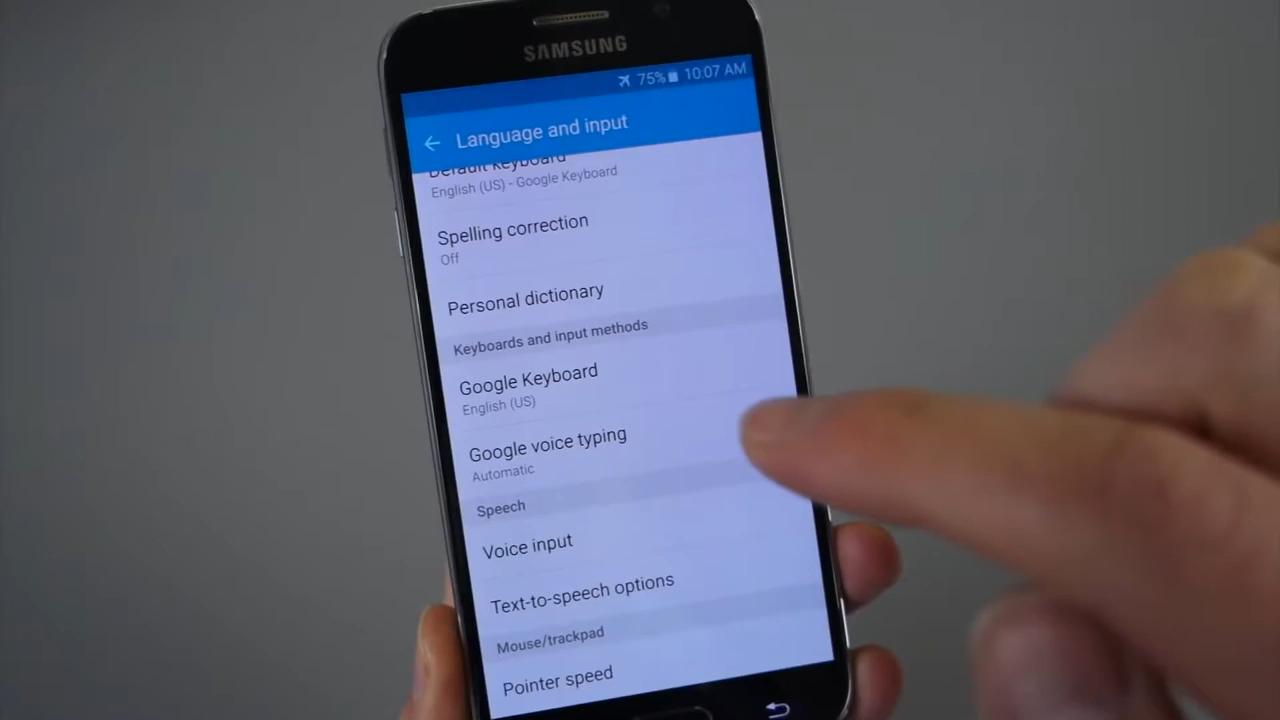 SAMSUNG
75% 10:07 AM
Language and input
Default keyboard
English (US) - Google Keyboard
Spelling correction
Off
Personal dictionary
Keyboards and input methods
Google Keyboard
English (US)
Google voice typing
Automatic
Speech
Voice input
Text-to-speech options
Mouse/trackpad
Pointer speed